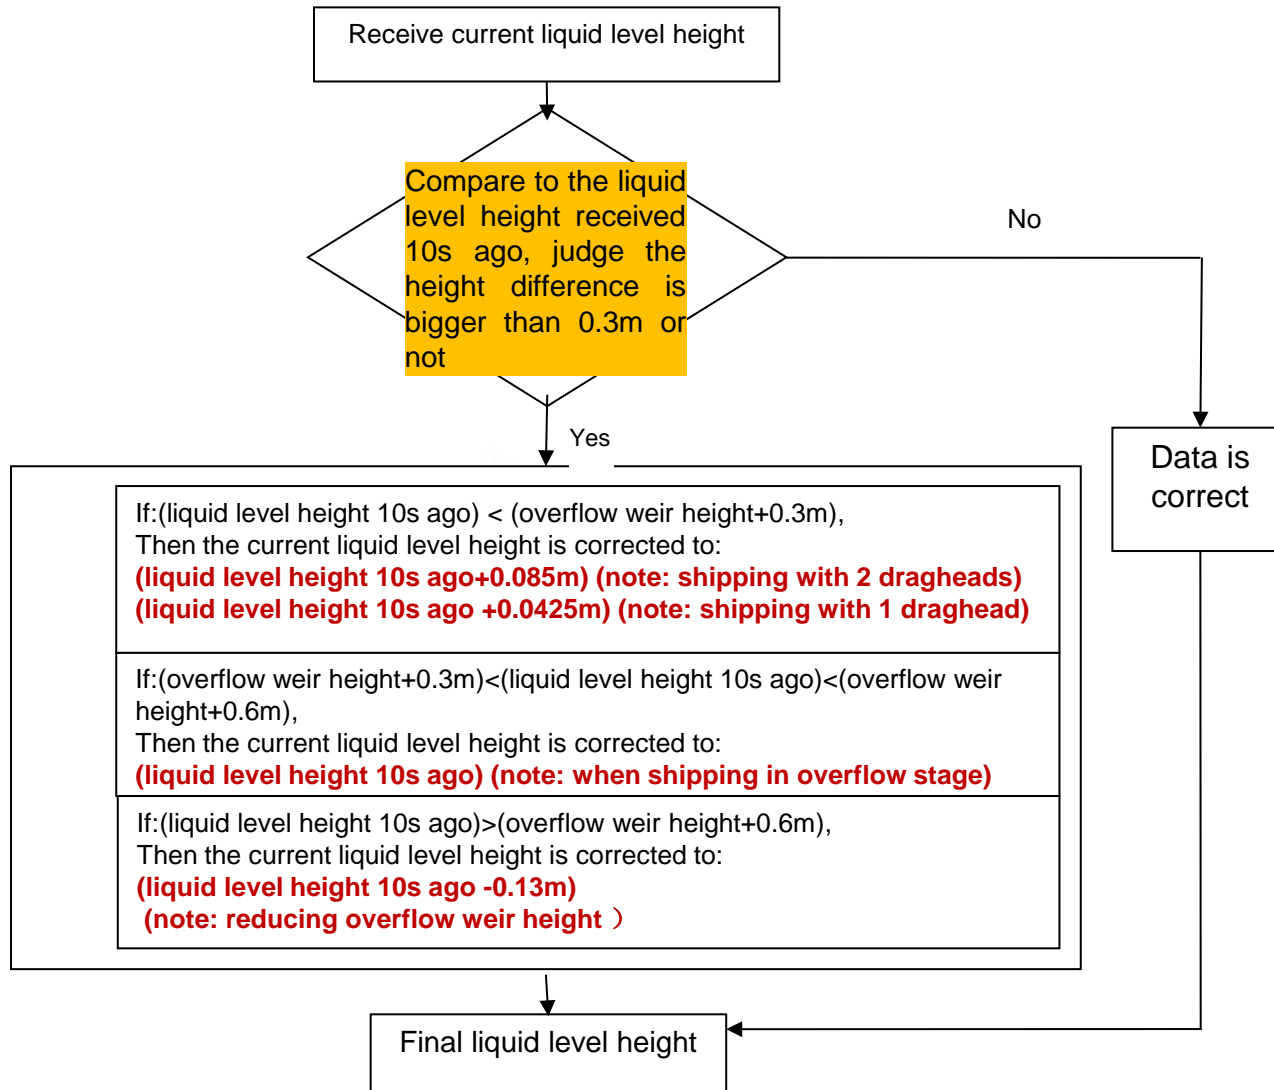 Receive current liquid level height
Compare to the liquid
level height received
10s ago, judge the
height difference is
bigger than 0.3m or
not
No
Yes
Data is
correct
If:(liquid level height 10s ago) < (overflow weir height+0.3m),
Then the current liquid level height is corrected to:
(liquid level height 10s ago+0.085m) (note: shipping with 2 dragheads)
(liquid level height 10s ago +0.0425m) (note: shipping with 1 draghead)
If:(overflow weir height+0.3m)<(liquid level height 10s ago)<(overflow weir
height+0.6m),
Then the current liquid level height is corrected to:
(liquid level height 10s ago) (note: when shipping in overflow stage)
If:(liquid level height 10s ago)>(overflow weir height+0.6m),
Then the current liquid level height is corrected to:
(liquid level height 10s ago -0.13m)
(note: reducing overflow weir height ）
Final liquid level height